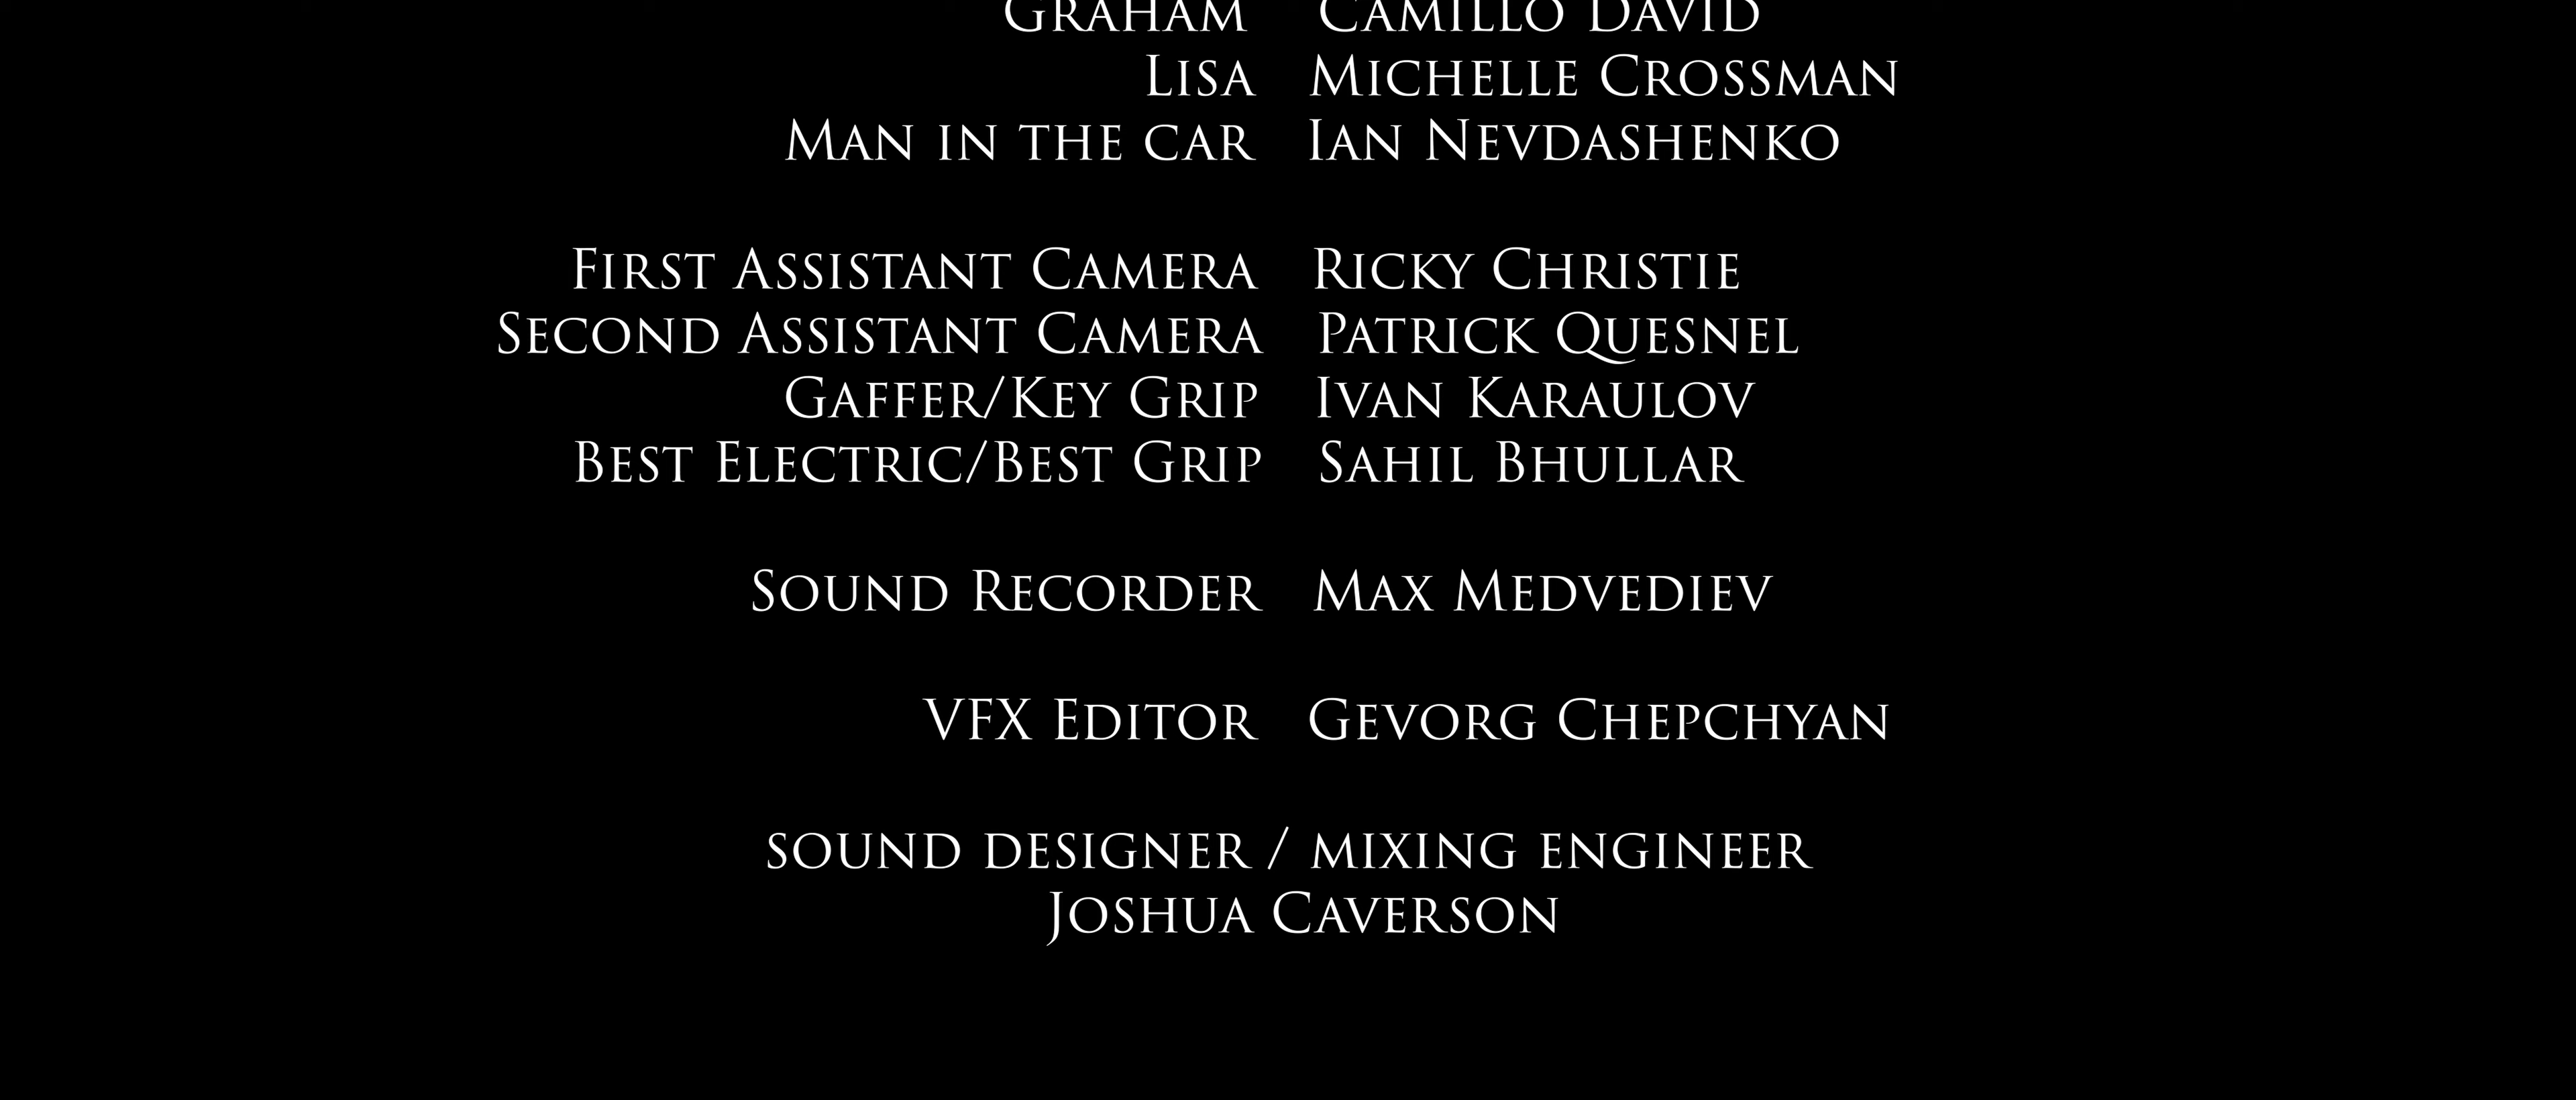 Graham Camillo David
Lisa Michelle Crossman
Man in the car Ian Nevdashenko
First Assistant Camera Ricky Christie
Second Assistant Camera Patrick Quesnel
Gaffer/Key Grip Ivan Karaulov
Best Electric/Best Grip Sahil Bhullar
Sound Recorder Max Medvediev
VFX Editor Gevorg Chepchyan
sound designer / mixing engineer
Joshua Caverson